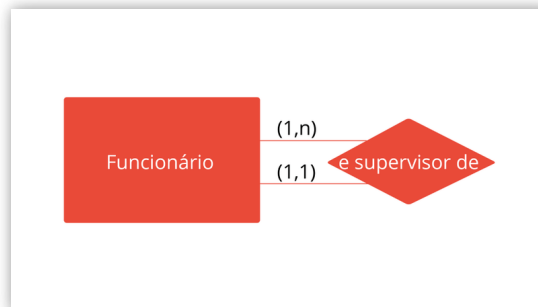 (1,n)
Funcionário
e supervisor de
(1,1)